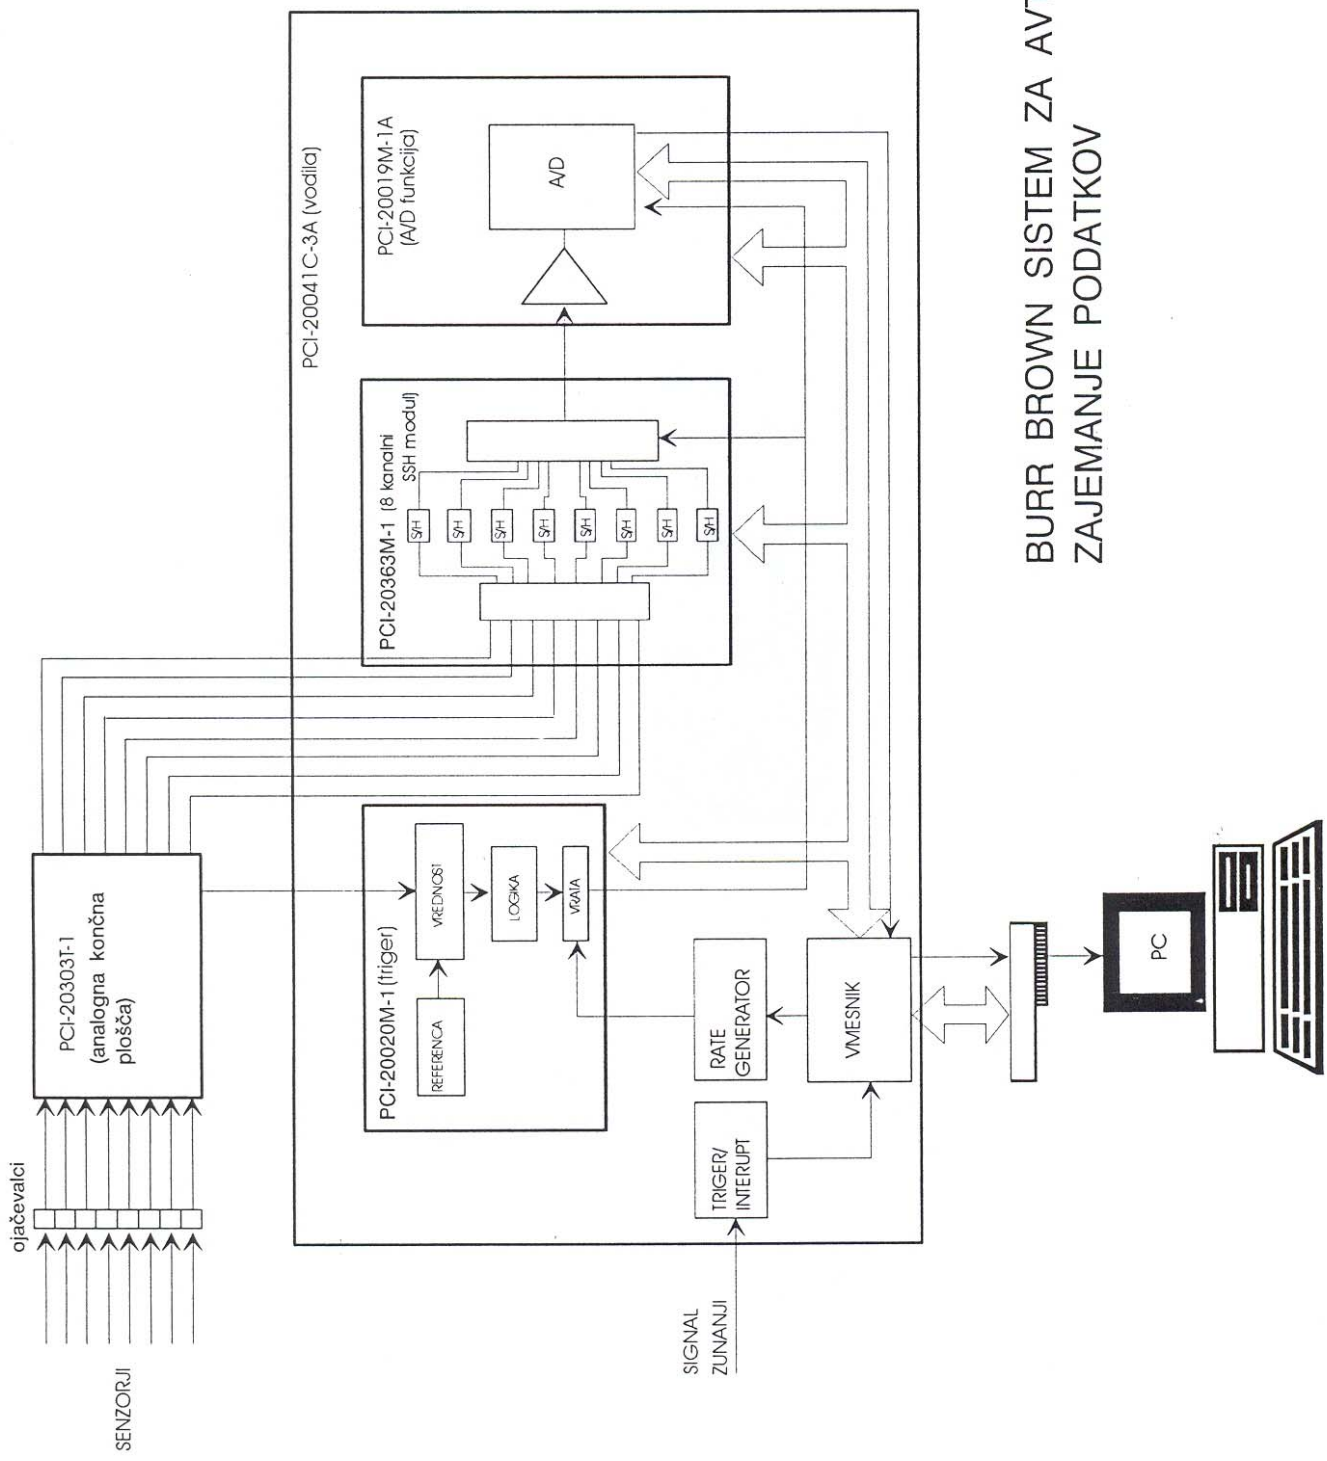 SENZORJI
ojačevalci
PCI-20303T-1
(analogna končna
plošča)
PCI-20041C-3A (vodila)
PCI-20020M-1 (triger)
REFERENCA
VREDNOST
LOGIKA
VRATA
PCI-20363M-1 (8 kanalni
SSH modul)
S/H
S/H
S/H
S/H
S/H
S/H
S/H
S/H
PCI-20019M-1A
(A/D funkcija)
A/D
SIGNAL
ZUNANJI
TRIGER/
INTERUPT
RATE
GENERATOR
VMESNIK
PC
BURR BROWN SISTEM ZA
ZAJEMANJE PODATKOV